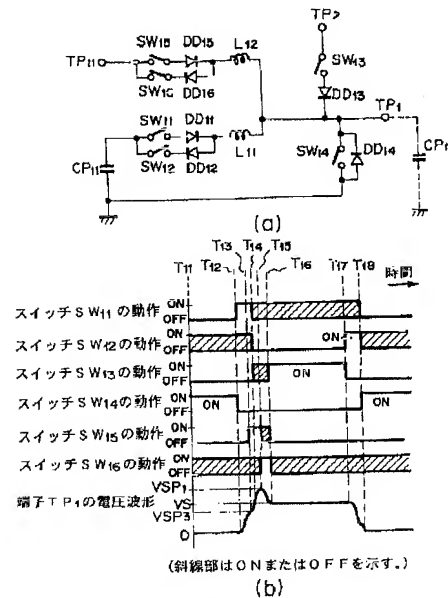 TP2
SW15 DD15 L12
TP11
SW13
SW16 DD16
DD13
TP1
SW11 DD11
CP11
SW12 DD12 L11
SW14
DD14
CP1
(a)
T11 T12 T13 T14 T15 T16 T17 T18 時間
スイッチSW11の動作 ON
OFF
スイッチSW12の動作 ON
OFF
ON
スイッチSW13の動作 ON
OFF
ON
スイッチSW14の動作 ON
OFF
ON
ON
スイッチSW15の動作 ON
OFF
スイッチSW16の動作 ON
OFF
VSP1
端子TP1の電圧波形 VS
VSP3
0
(斜線部はONまたはOFFを示す。)
(b)